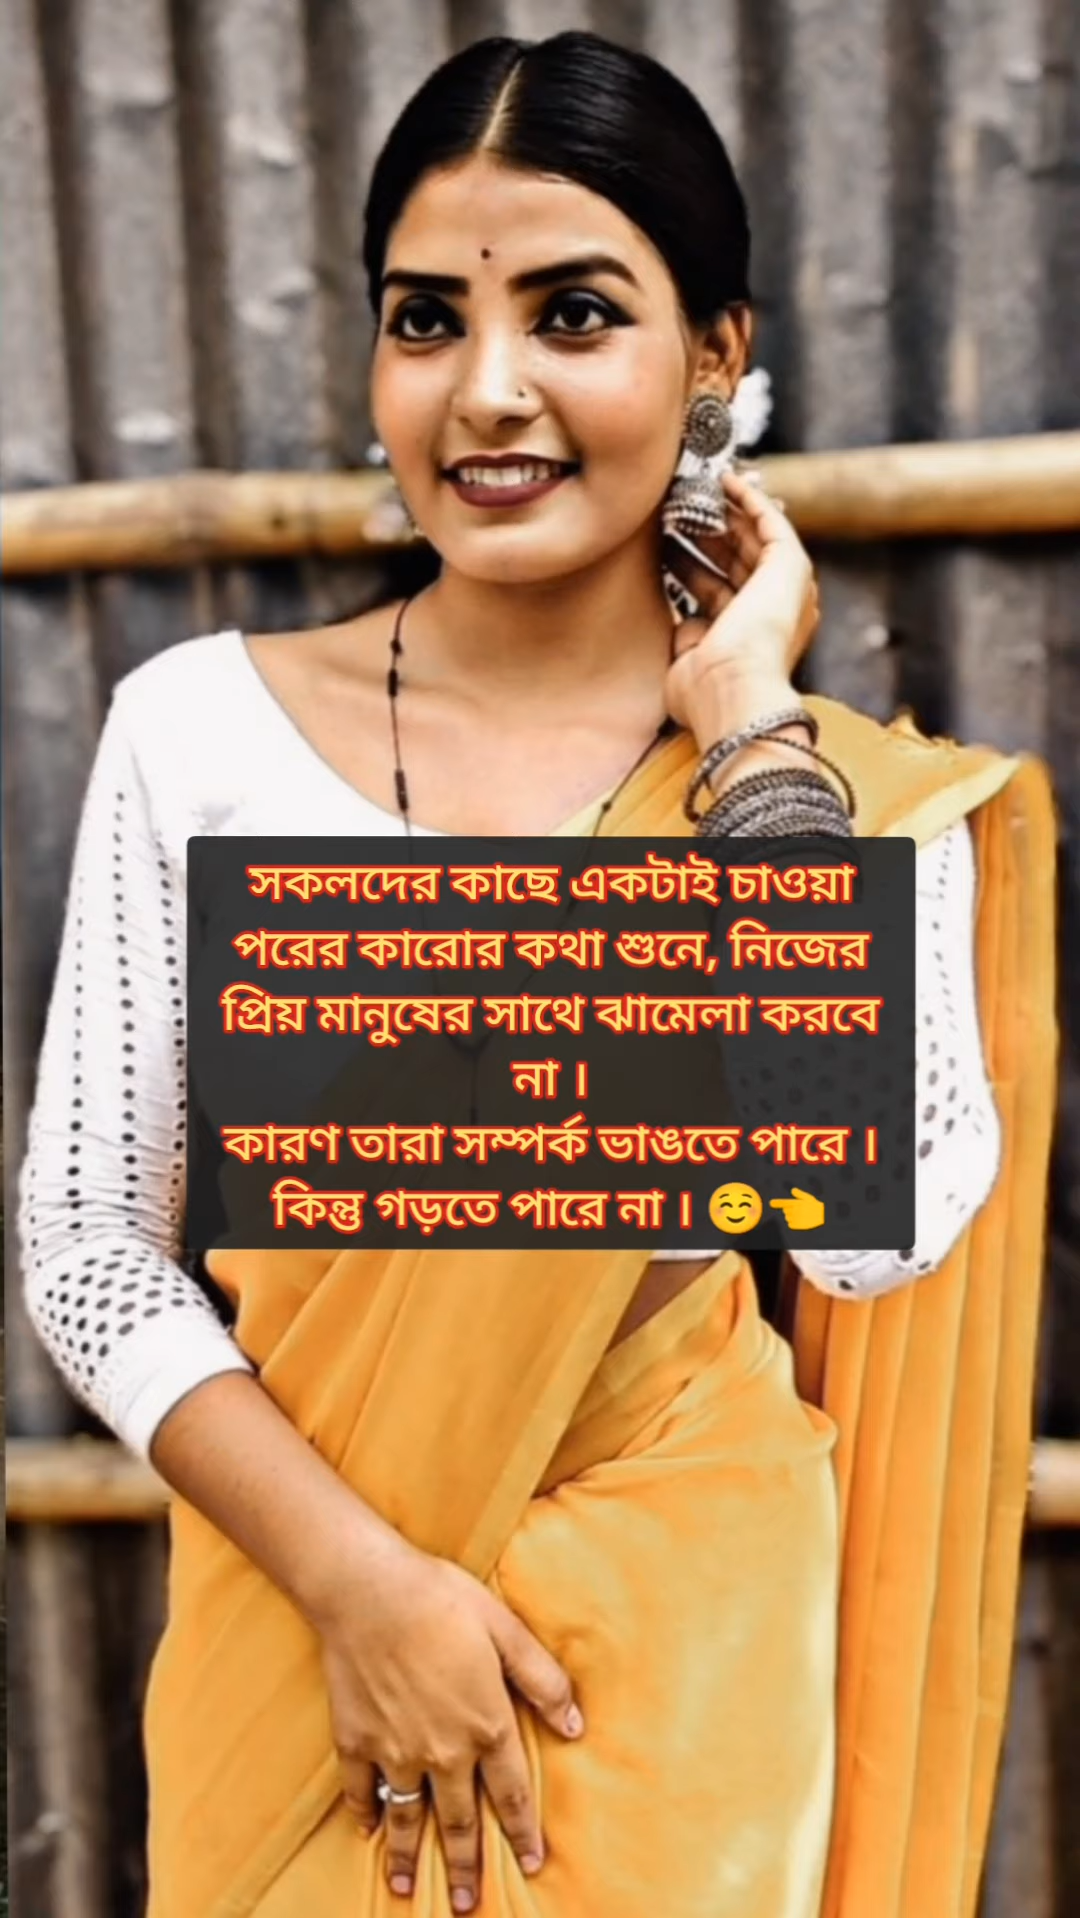 সকলদের কাছে একটাই চাওয়া
পরের কারোর কথা শুনে, নিজের
প্রিয় মানুষের সাথে ঝামেলা করবে
না ।
কারণ তারা সম্পর্ক ভাঙতে পারে ।
কিন্তু গড়তে পারে না । ☺️👈